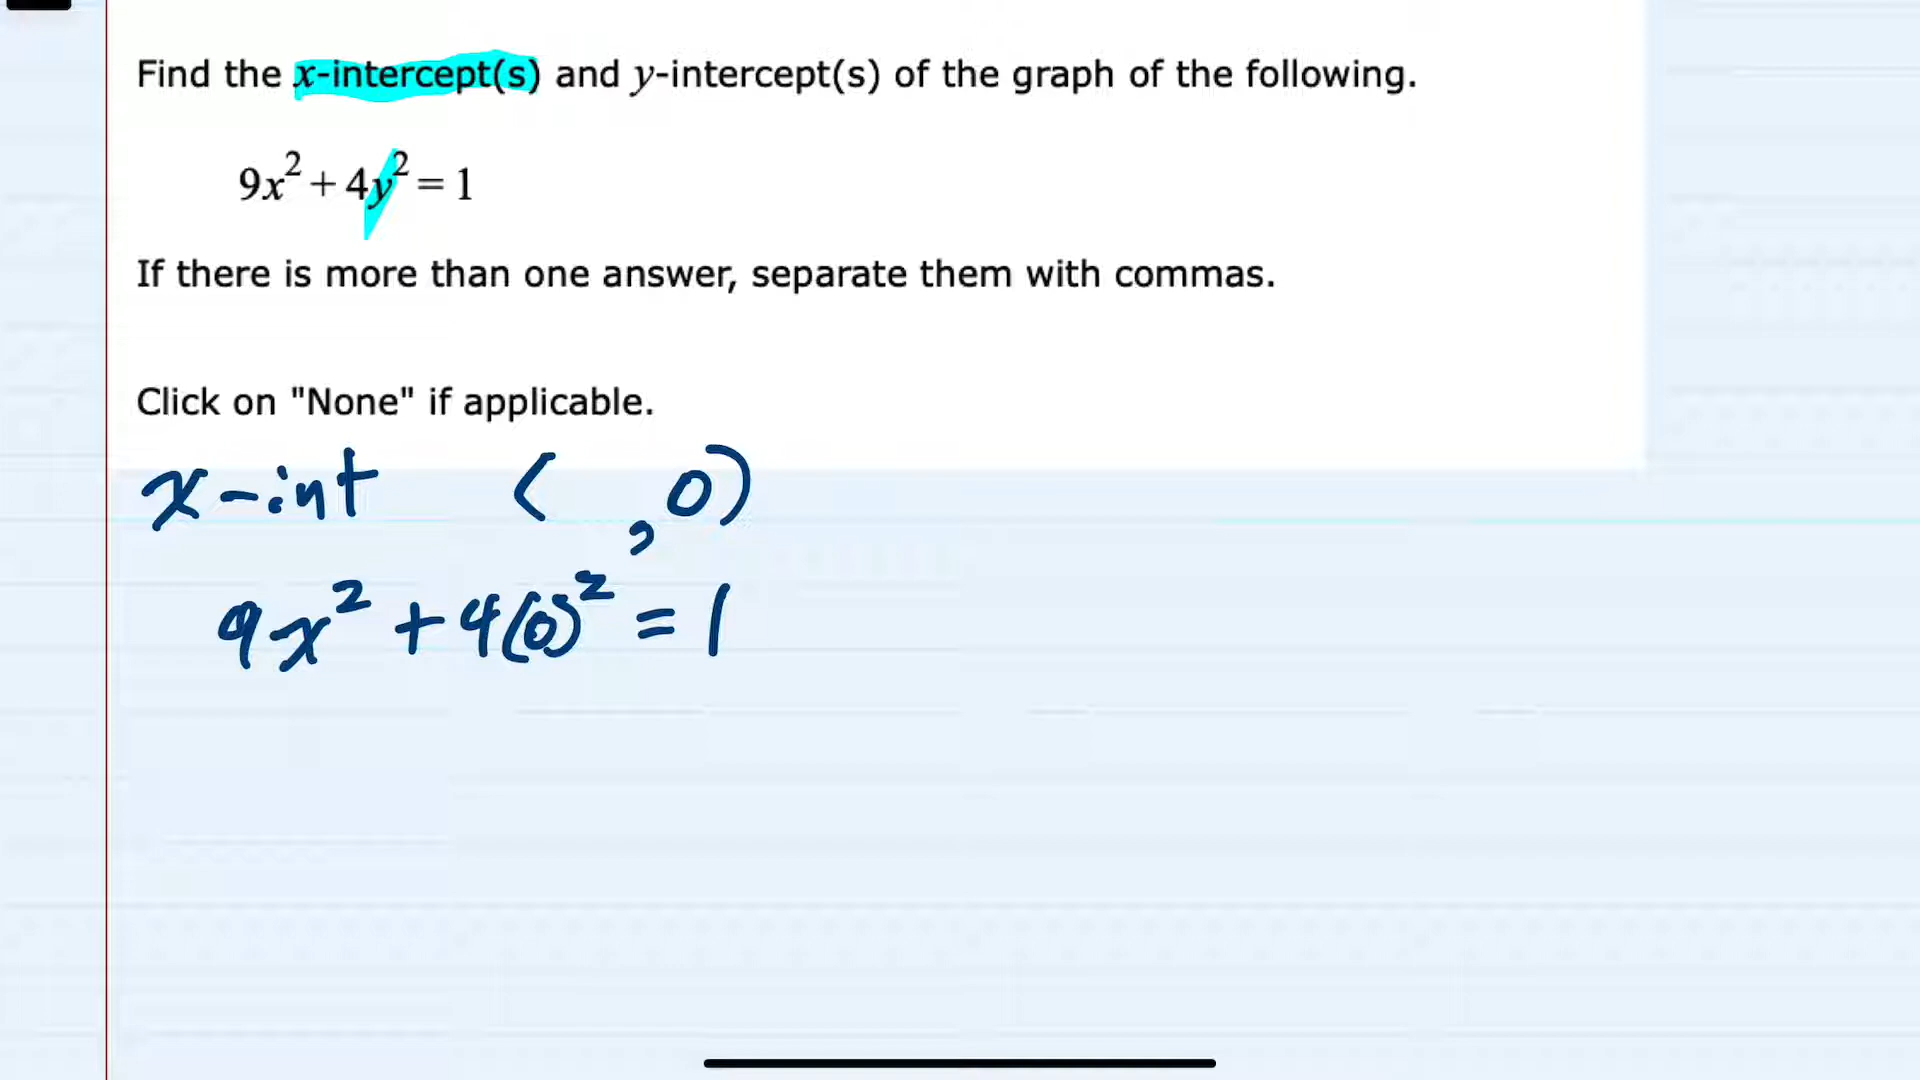 Find the x-intercept(s) and y-intercept(s) of the graph of the following.
9x² + 4y² = 1
If there is more than one answer, separate them with commas.
Click on "None" if applicable.
x-int ( , 0)
9x² + 4(0)² = 1